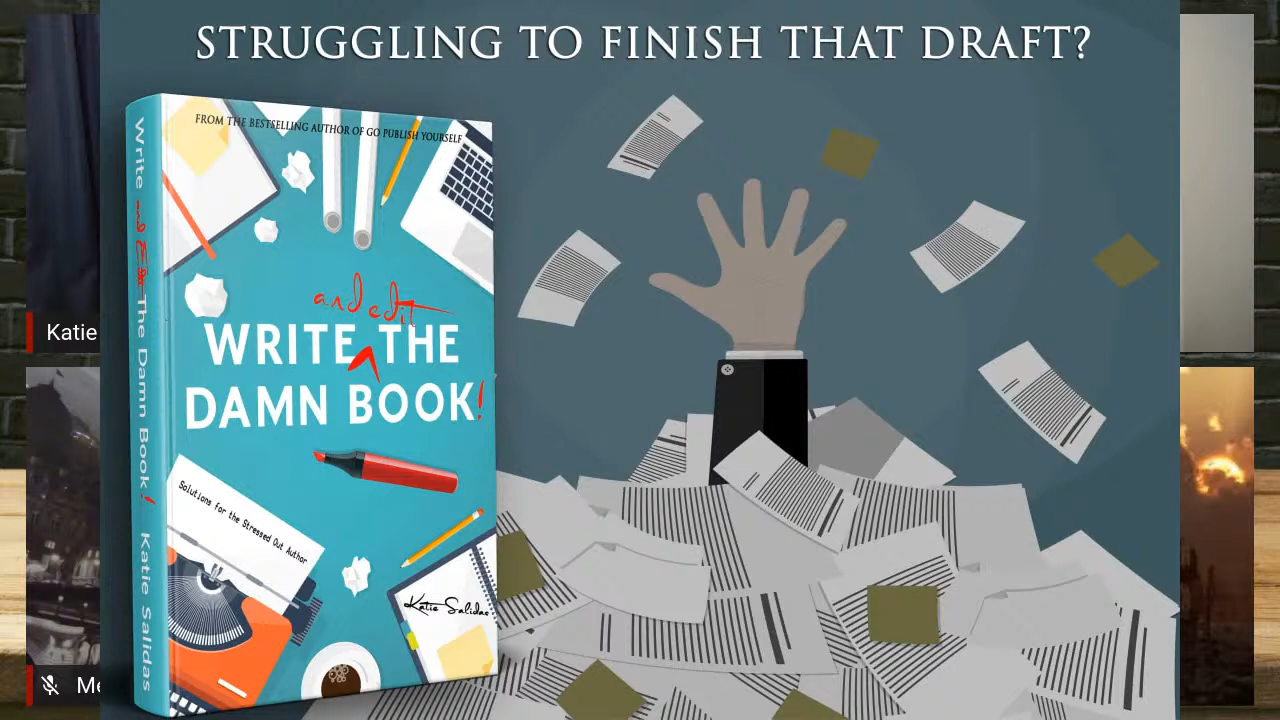 STRUGGLING TO FINISH THAT DRAFT?
FROM THE BESTSELLING AUTHOR OF GO PUBLISH YOURSELF
and edit
WRITE ^ THE
DAMN BOOK!
Solutions for the Stressed Out Author
Katie Salidas
Write and Edit The Damn Book! Katie Salidas
Katie
Me